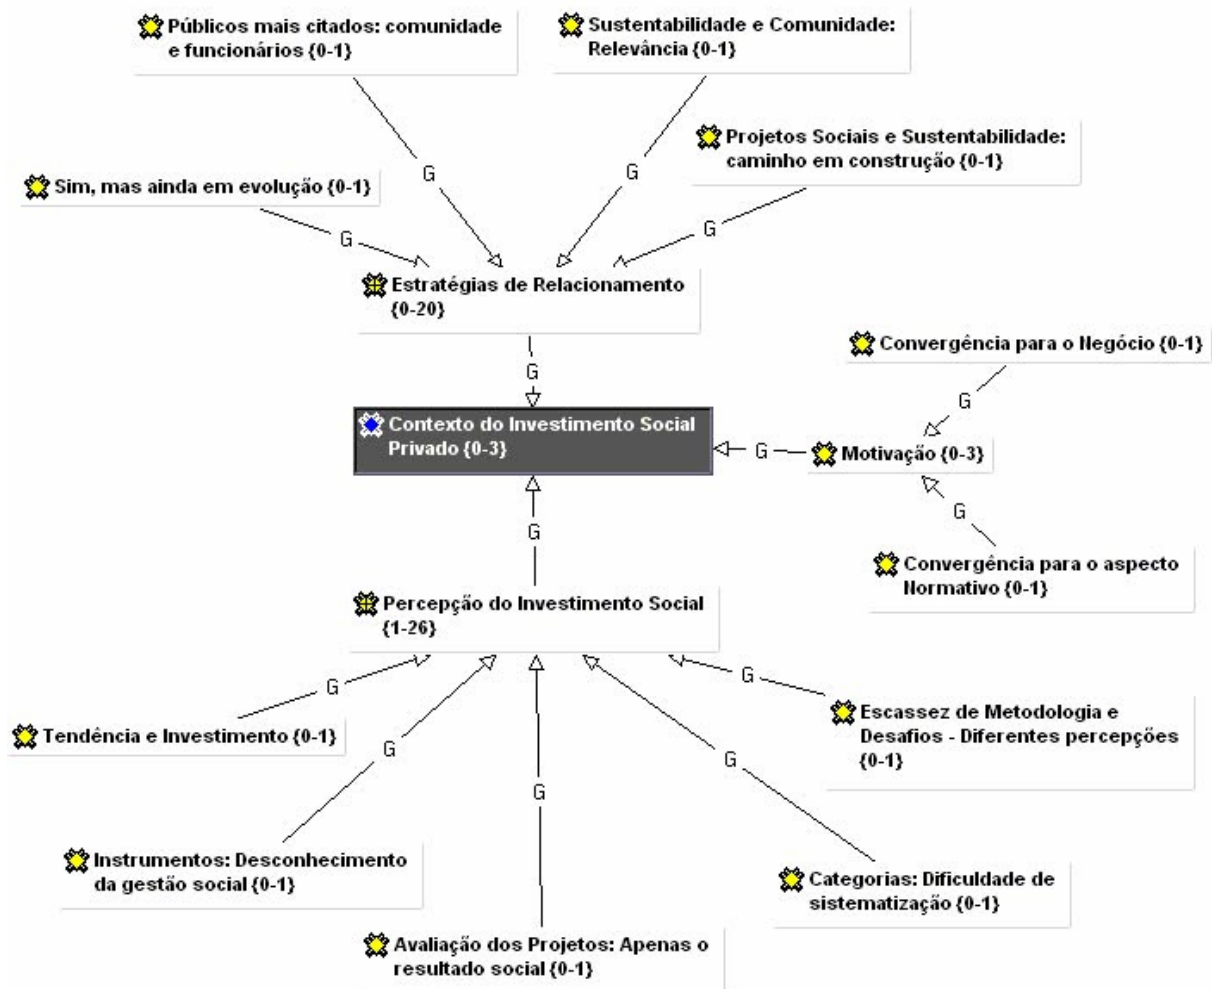 Públicos mais citados: comunidade
e funcionários {0-1}
Sustentabilidade e Comunidade:
Relevância {0-1}
Projetos Sociais e Sustentabilidade:
caminho em construção {0-1}
G
G
Sim, mas ainda em evolução {0-1}
G
G
Estratégias de Relacionamento
{0-20}
Convergência para o Negócio {0-1}
G
G
Contexto do Investimento Social
Privado {0-3}
G
Motivação {0-3}
G
G
Convergência para o aspecto
Normativo {0-1}
Percepção do Investimento Social
{1-26}
G
G
Tendência e Investimento {0-1}
Escassez de Metodologia e
Desafios - Diferentes percepções
{0-1}
G
G
G
Instrumentos: Desconhecimento
da gestão social {0-1}
Categorias: Dificuldade de
sistematização {0-1}
Avaliação dos Projetos: Apenas o
resultado social {0-1}